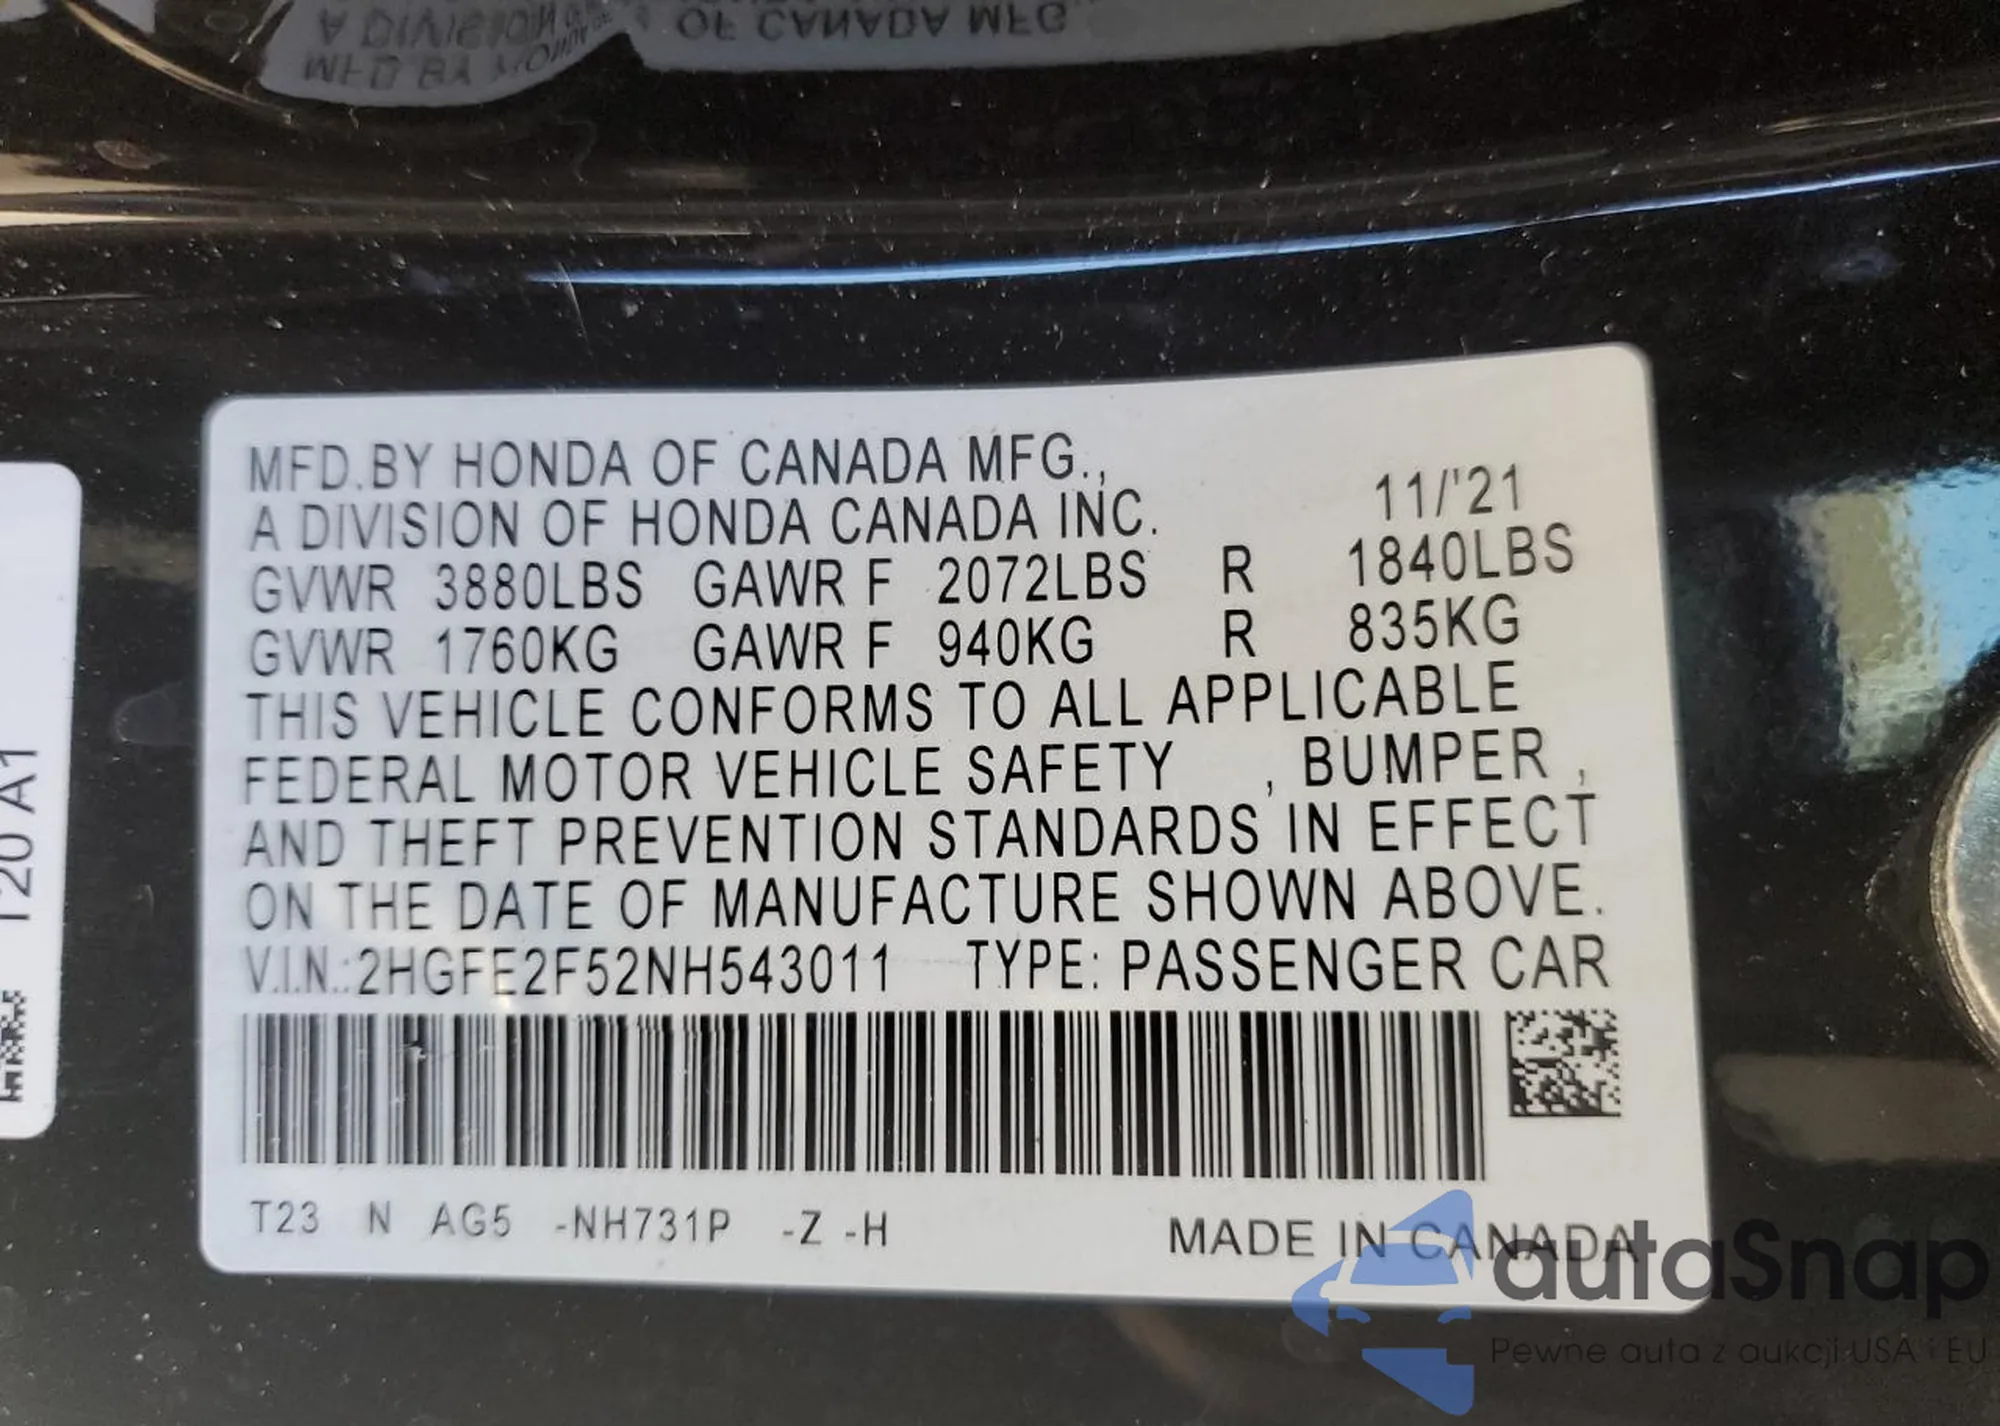 A DIVISION
OF CANADA MFG
MFD BY HONDA
MFD.BY HONDA OF CANADA MFG.,
A DIVISION OF HONDA CANADA INC. 11/'21
GVWR 3880LBS GAWR F 2072LBS R 1840LBS
GVWR 1760KG GAWR F 940KG R 835KG
THIS VEHICLE CONFORMS TO ALL APPLICABLE
FEDERAL MOTOR VEHICLE SAFETY , BUMPER ,
AND THEFT PREVENTION STANDARDS IN EFFECT
ON THE DATE OF MANUFACTURE SHOWN ABOVE.
V.I.N.:2HGFE2F52NH543011 TYPE: PASSENGER CAR
T23 N AG5 -NH731P -Z -H MADE IN CANADA
T20 A1
autaSnap
Pewne auta z aukcji USA i EU